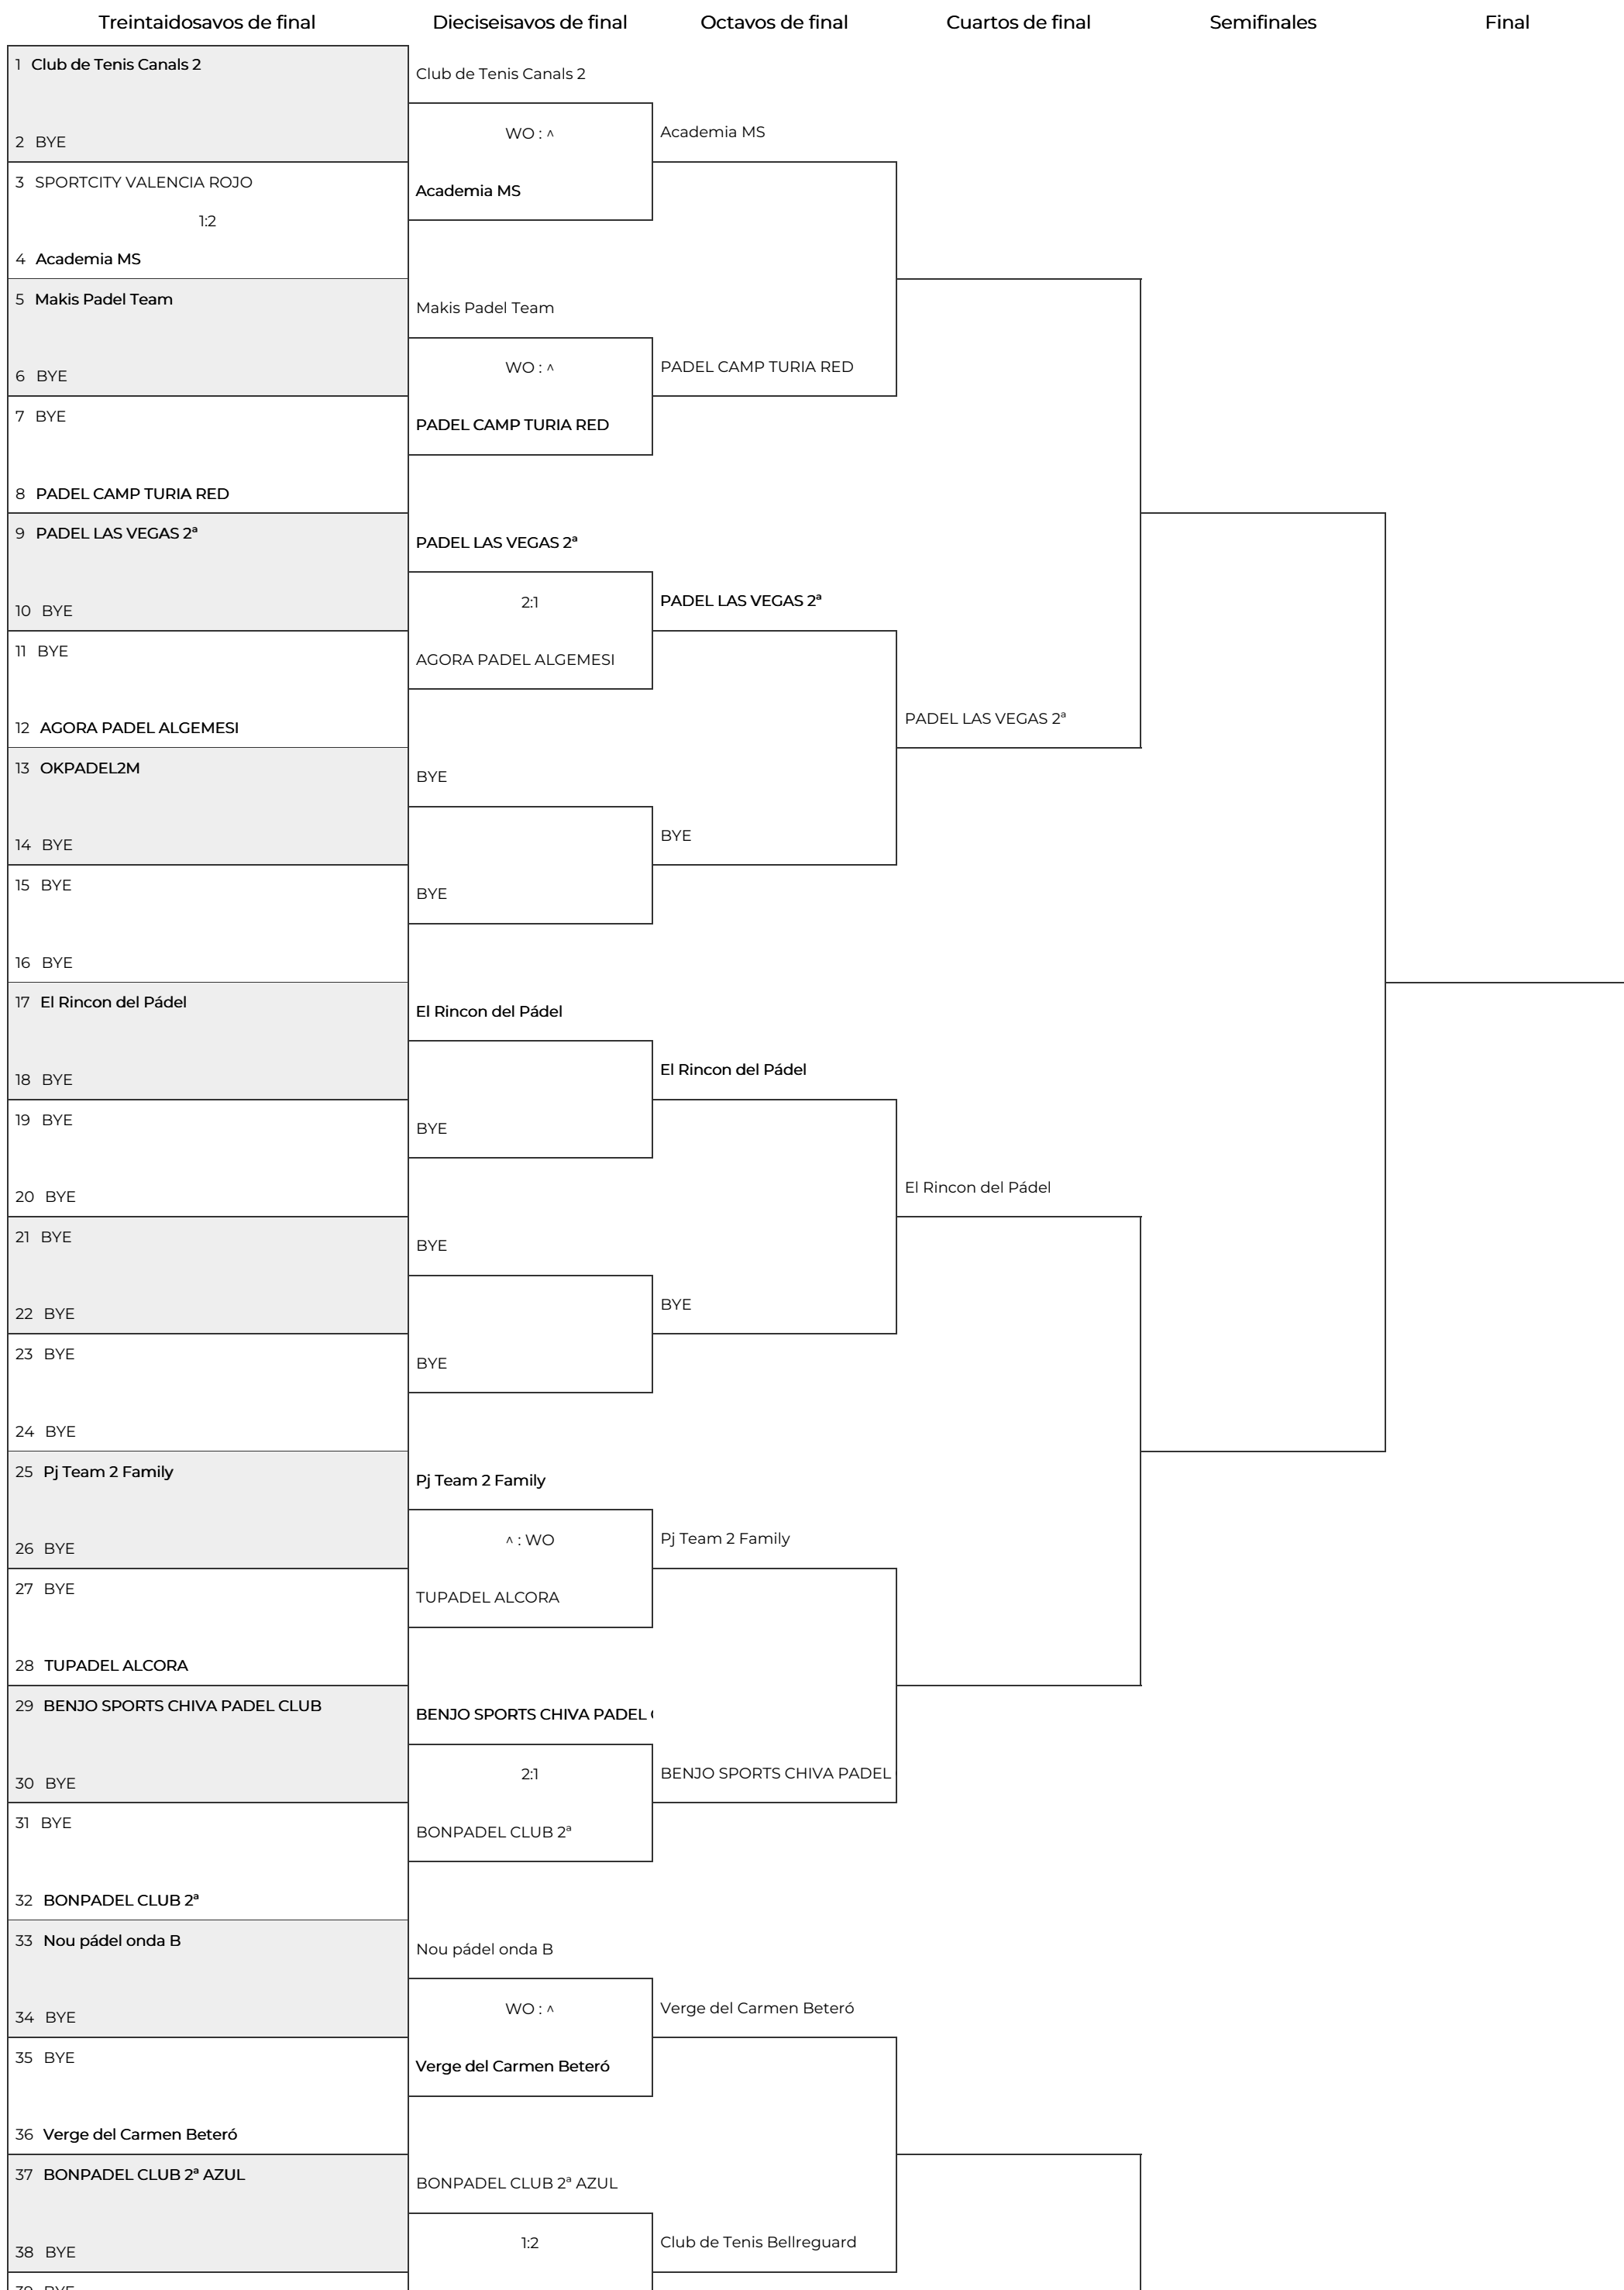 Treintaidosavos de final
Dieciseisavos de final
Octavos de final
Cuartos de final
Semifinales
Final
1 Club de Tenis Canals 2
2 BYE
3 SPORTCITY VALENCIA ROJO
1:2
4 Academia MS
5 Makis Padel Team
6 BYE
7 BYE
8 PADEL CAMP TURIA RED
9 PADEL LAS VEGAS 2ª
10 BYE
11 BYE
12 AGORA PADEL ALGEMESI
13 OKPADEL2M
14 BYE
15 BYE
16 BYE
17 El Rincon del Pádel
18 BYE
19 BYE
20 BYE
21 BYE
22 BYE
23 BYE
24 BYE
25 Pj Team 2 Family
26 BYE
27 BYE
28 TUPADEL ALCORA
29 BENJO SPORTS CHIVA PADEL CLUB
30 BYE
31 BYE
32 BONPADEL CLUB 2ª
33 Nou pádel onda B
34 BYE
35 BYE
36 Verge del Carmen Beteró
37 BONPADEL CLUB 2ª AZUL
38 BYE
39 BYE
Club de Tenis Canals 2
WO : ^
Academia MS
Makis Padel Team
WO : ^
PADEL CAMP TURIA RED
PADEL LAS VEGAS 2ª
2:1
AGORA PADEL ALGEMESI
BYE
BYE
El Rincon del Pádel
BYE
BYE
BYE
Pj Team 2 Family
^ : WO
TUPADEL ALCORA
BENJO SPORTS CHIVA PADEL
2:1
BONPADEL CLUB 2ª
Nou pádel onda B
WO : ^
Verge del Carmen Beteró
BONPADEL CLUB 2ª AZUL
1:2
Academia MS
PADEL CAMP TURIA RED
PADEL LAS VEGAS 2ª
BYE
El Rincon del Pádel
BYE
Pj Team 2 Family
BENJO SPORTS CHIVA PADEL
Verge del Carmen Beteró
Club de Tenis Bellreguard
PADEL LAS VEGAS 2ª
El Rincon del Pádel